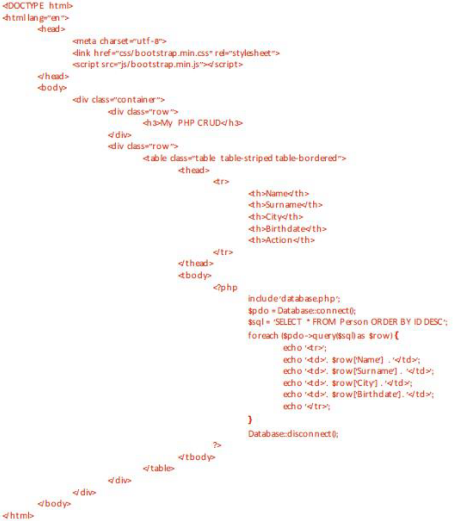 <!DOCTYPE html>
<html lang="en">
<head>
<meta charset="utf-8">
<link href="css/bootstrap.min.css" rel="stylesheet">
<script src="js/bootstrap.min.js"></script>
</head>
<body>
<div class="container">
<div class="row">
<h3>My PHP CRUD</h3>
</div>
<div class="row">
<table class="table table-striped table-bordered">
<thead>
<tr>
<th>Name</th>
<th>Surname</th>
<th>City</th>
<th>Birthdate</th>
<th>Action</th>
</tr>
</thead>
<tbody>
<?php
include 'database.php';
$pdo = Database::connect();
$sql = 'SELECT * FROM Person ORDER BY ID DESC';
foreach ($pdo->query($sql) as $row) {
echo '<tr>';
echo '<td>'. $row['Name'] . '</td>';
echo '<td>'. $row['Surname'] . '</td>';
echo '<td>'. $row['City'] . '</td>';
echo '<td>'. $row['Birthdate'] . '</td>';
echo '</tr>';
}
Database::disconnect();
?>
</tbody>
</table>
</div>
</div>
</body>
</html>